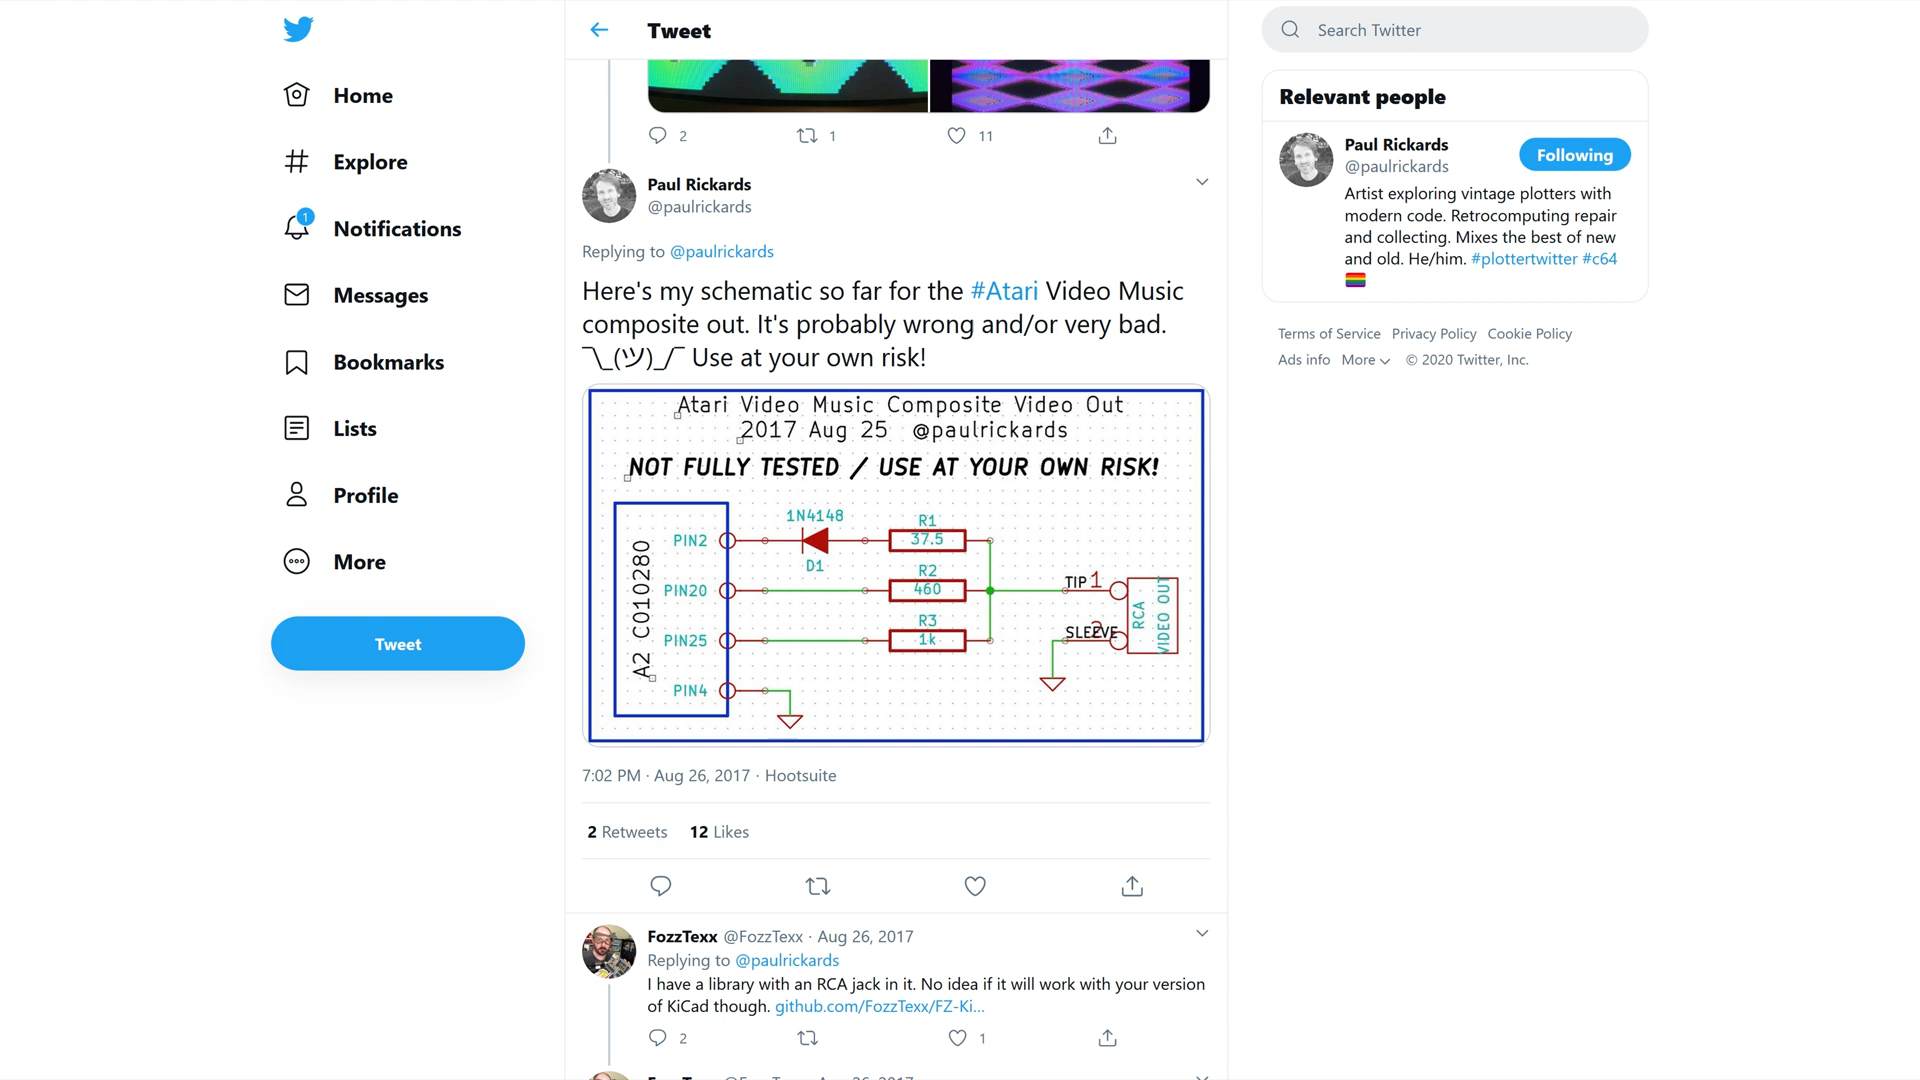 Home
Explore
1
Notifications
Messages
Bookmarks
Lists
Profile
More
Tweet
Tweet
2
1
11
Paul Rickards
@paulrickards
Replying to @paulrickards
Here's my schematic so far for the #Atari Video Music
composite out. It's probably wrong and/or very bad.
¯\_(ツ)_/¯ Use at your own risk!
Atari Video Music Composite Video Out
2017 Aug 25 @paulrickards
NOT FULLY TESTED / USE AT YOUR OWN RISK!
A2 C010280
PIN2
PIN20
PIN25
PIN4
1N4148
D1
R1
37.5
R2
460
R3
1k
TIP 1
SLEEVE 2
RCA
VIDEO OUT
7:02 PM · Aug 26, 2017 · Hootsuite
2 Retweets 12 Likes
FozzTexx @FozzTexx · Aug 26, 2017
Replying to @paulrickards
I have a library with an RCA jack in it. No idea if it will work with your version
of KiCad though. github.com/FozzTexx/FZ-Ki...
2
1
Search Twitter
Relevant people
Paul Rickards
@paulrickards
Following
Artist exploring vintage plotters with
modern code. Retrocomputing repair
and collecting. Mixes the best of new
and old. He/him. #plottertwitter #c64
Terms of Service Privacy Policy Cookie Policy
Ads info More © 2020 Twitter, Inc.